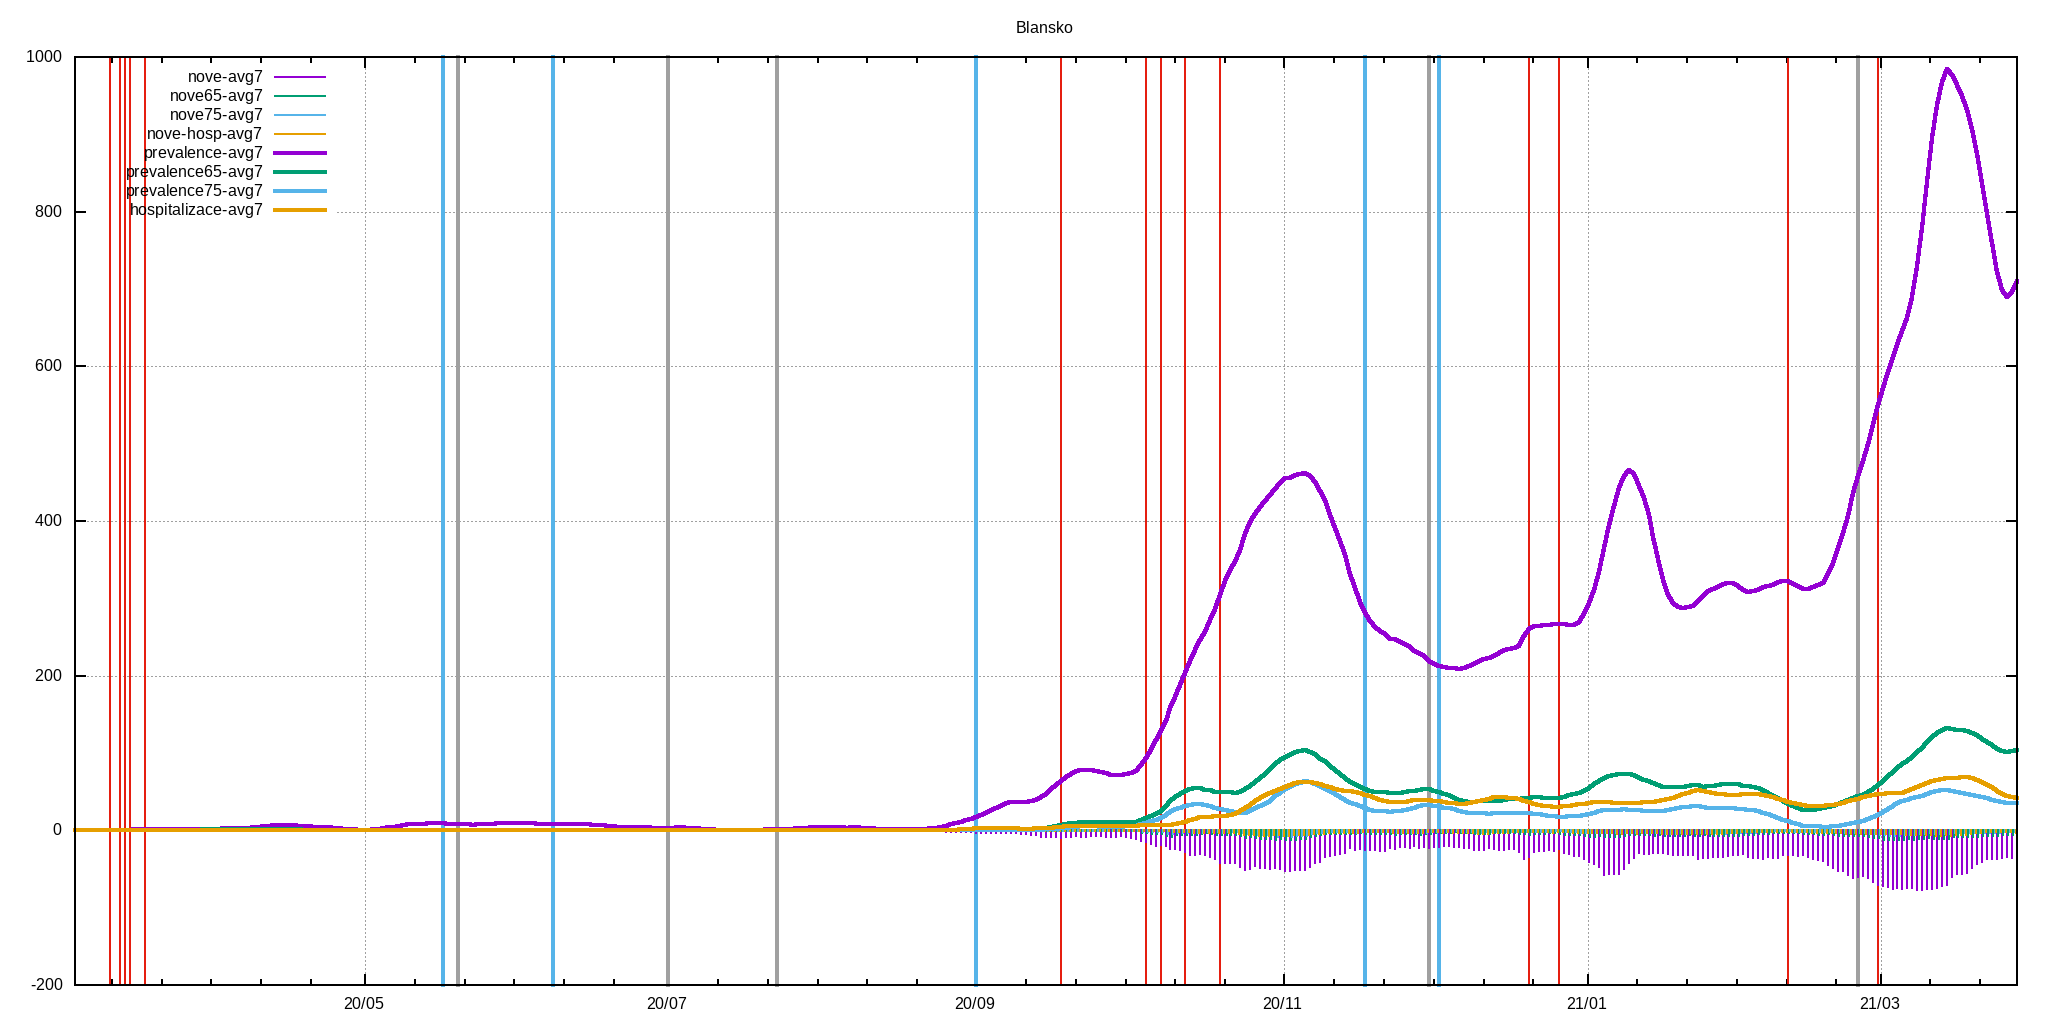 Blansko
1000
800
600
400
200
0
-200
nove-avg7
nove65-avg7
nove75-avg7
nove-hosp-avg7
prevalence-avg7
prevalence65-avg7
prevalence75-avg7
hospitalizace-avg7
20/05
20/07
20/09
20/11
21/01
21/03